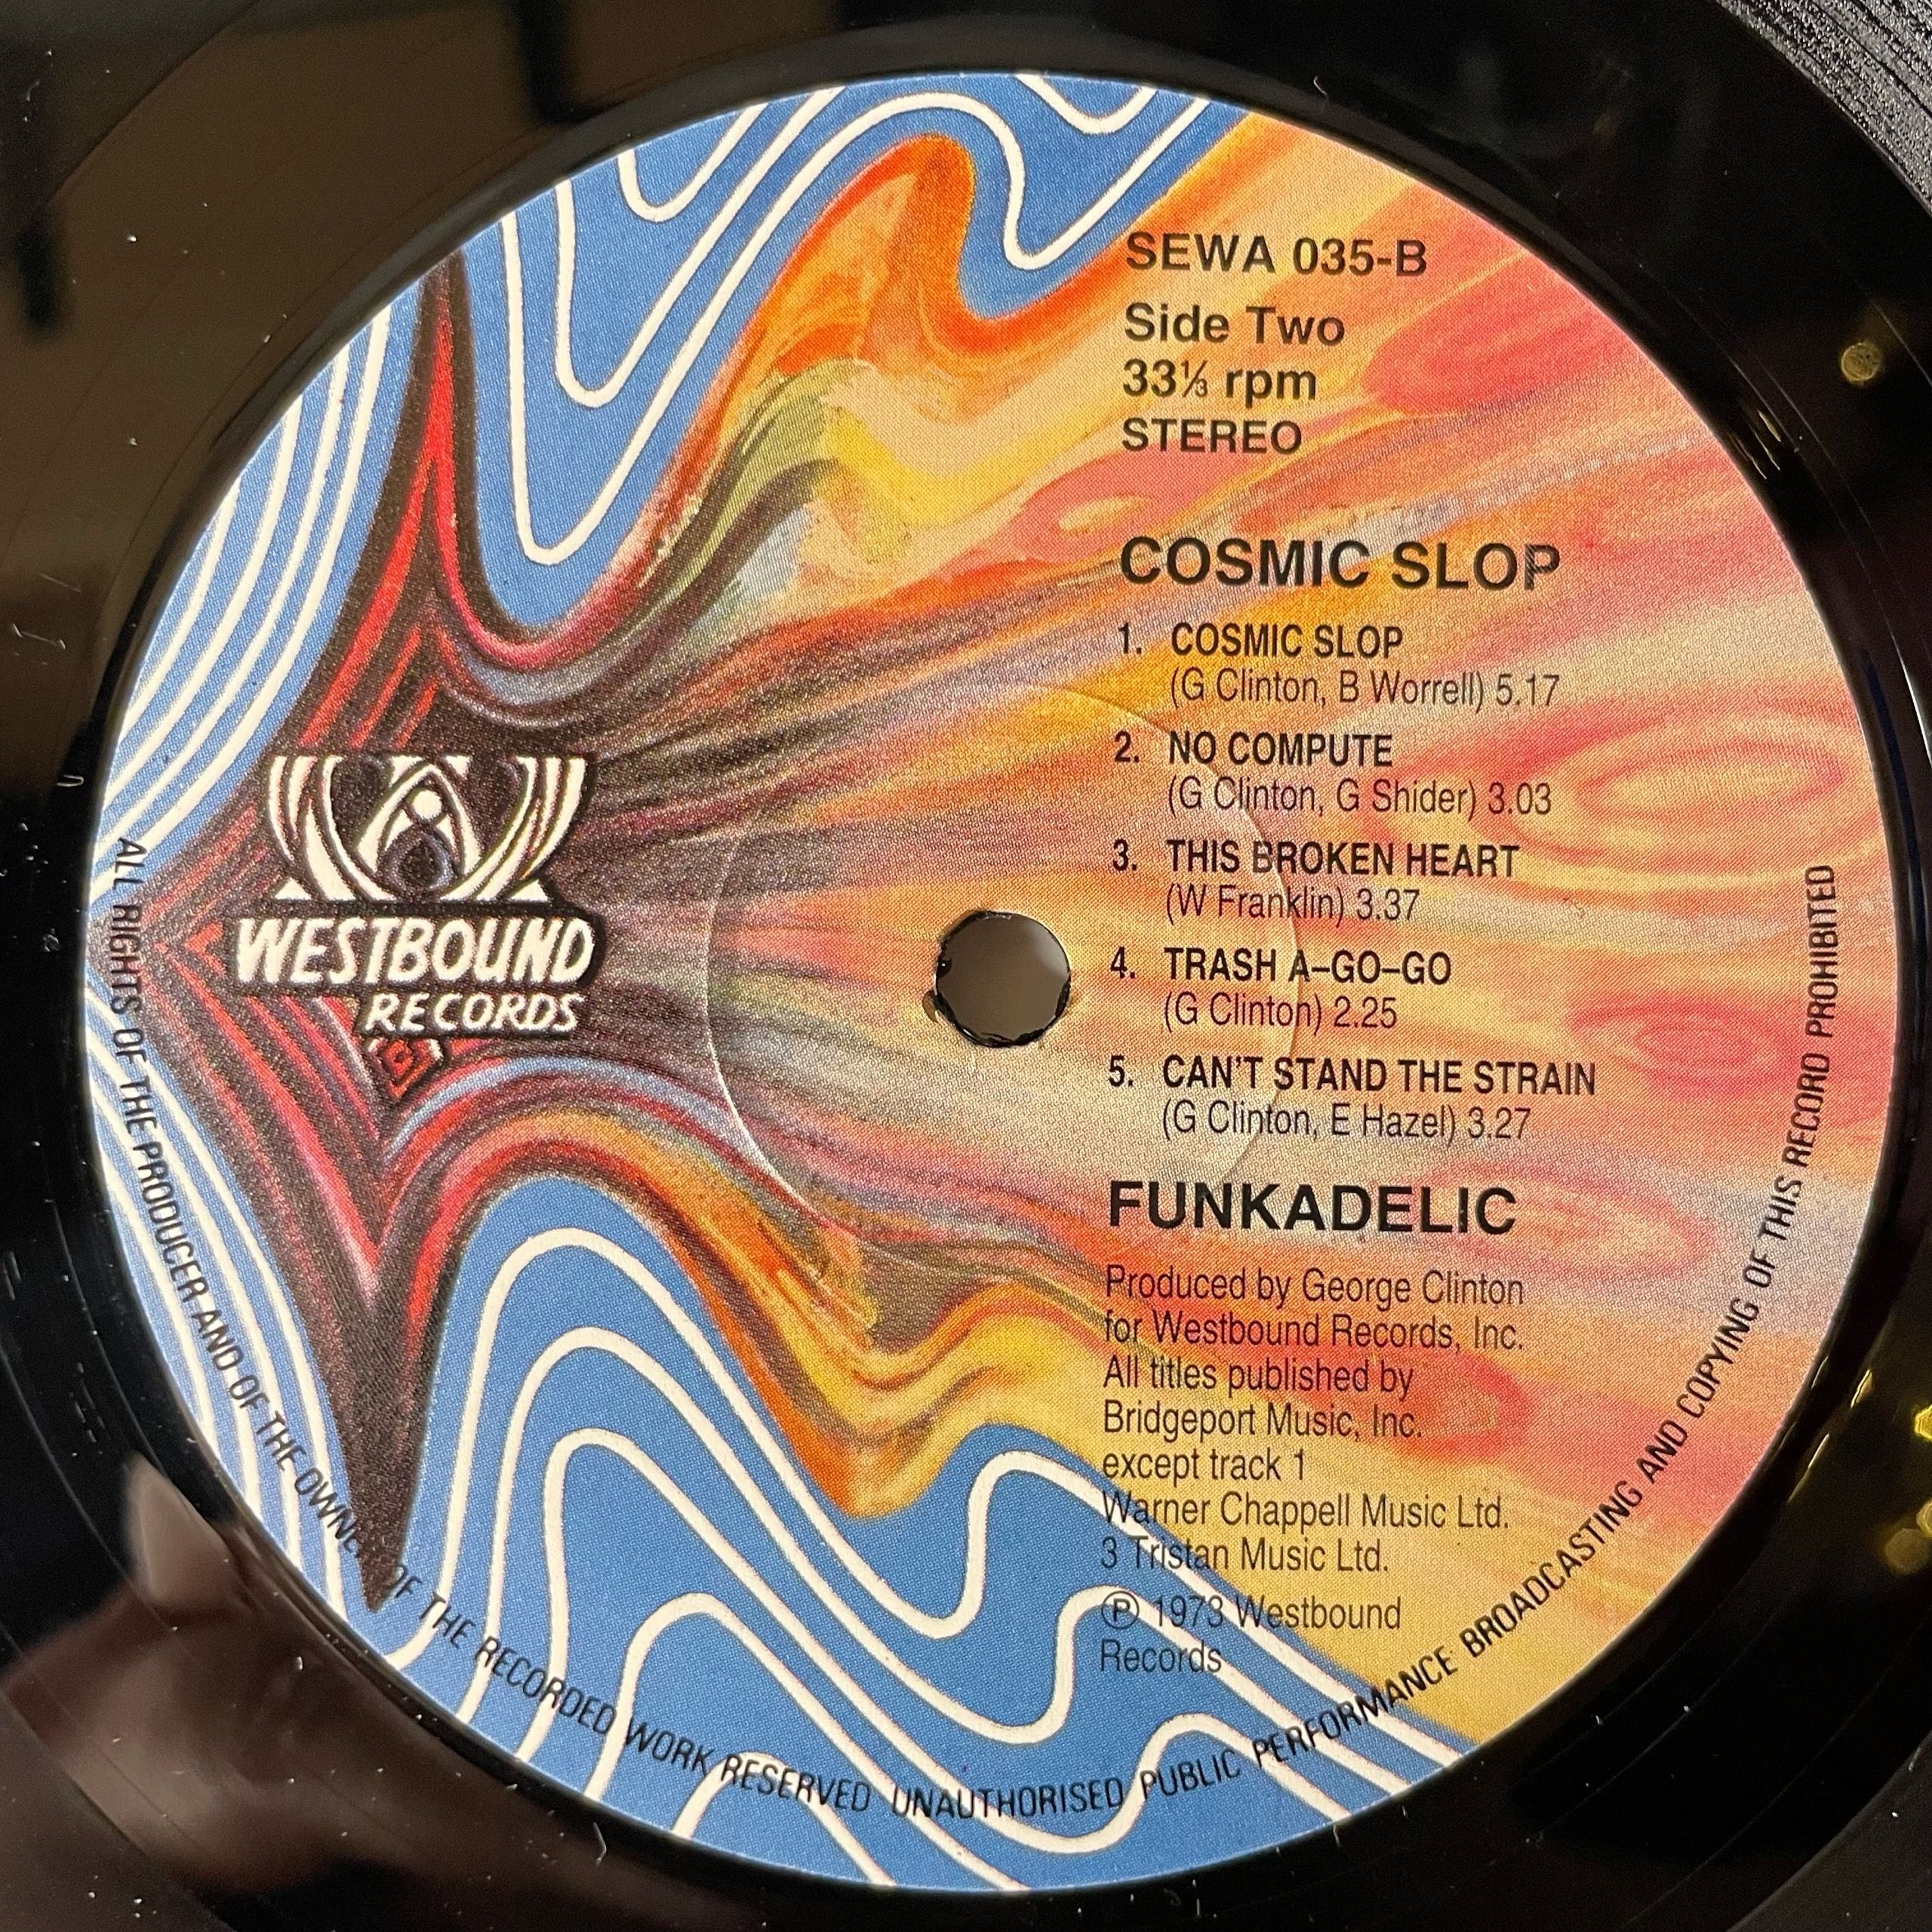 SEWA 035-B
Side Two
33⅓ rpm
STEREO
COSMIC SLOP
1. COSMIC SLOP
(G Clinton, B Worrell) 5.17
2. NO COMPUTE
(G Clinton, G Shider) 3.03
3. THIS BROKEN HEART
(W Franklin) 3.37
4. TRASH A–GO–GO
(G Clinton) 2.25
5. CAN'T STAND THE STRAIN
(G Clinton, E Hazel) 3.27
FUNKADELIC
Produced by George Clinton
for Westbound Records, Inc.
All titles published by
Bridgeport Music, Inc.
except track 1
Warner Chappell Music Ltd.
3 Tristan Music Ltd.
Ⓟ 1973 Westbound
Records
WESTBOUND
RECORDS
ALL RIGHTS OF THE PRODUCER AND OF THE OWNER OF THE RECORDED WORK RESERVED UNAUTHORISED PUBLIC PERFORMANCE BROADCASTING AND COPYING OF THIS RECORD PROHIBITED